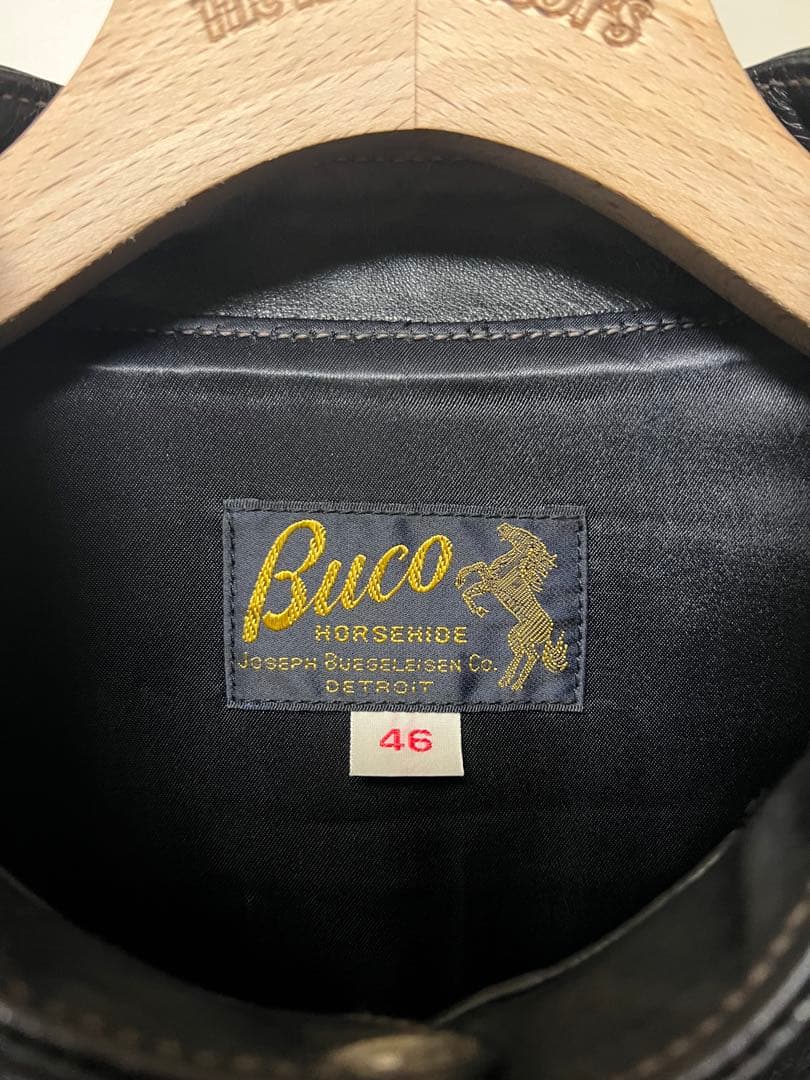 Buco
HORSEHIDE
JOSEPH BUEGELEISEN CO.
DETROIT
46